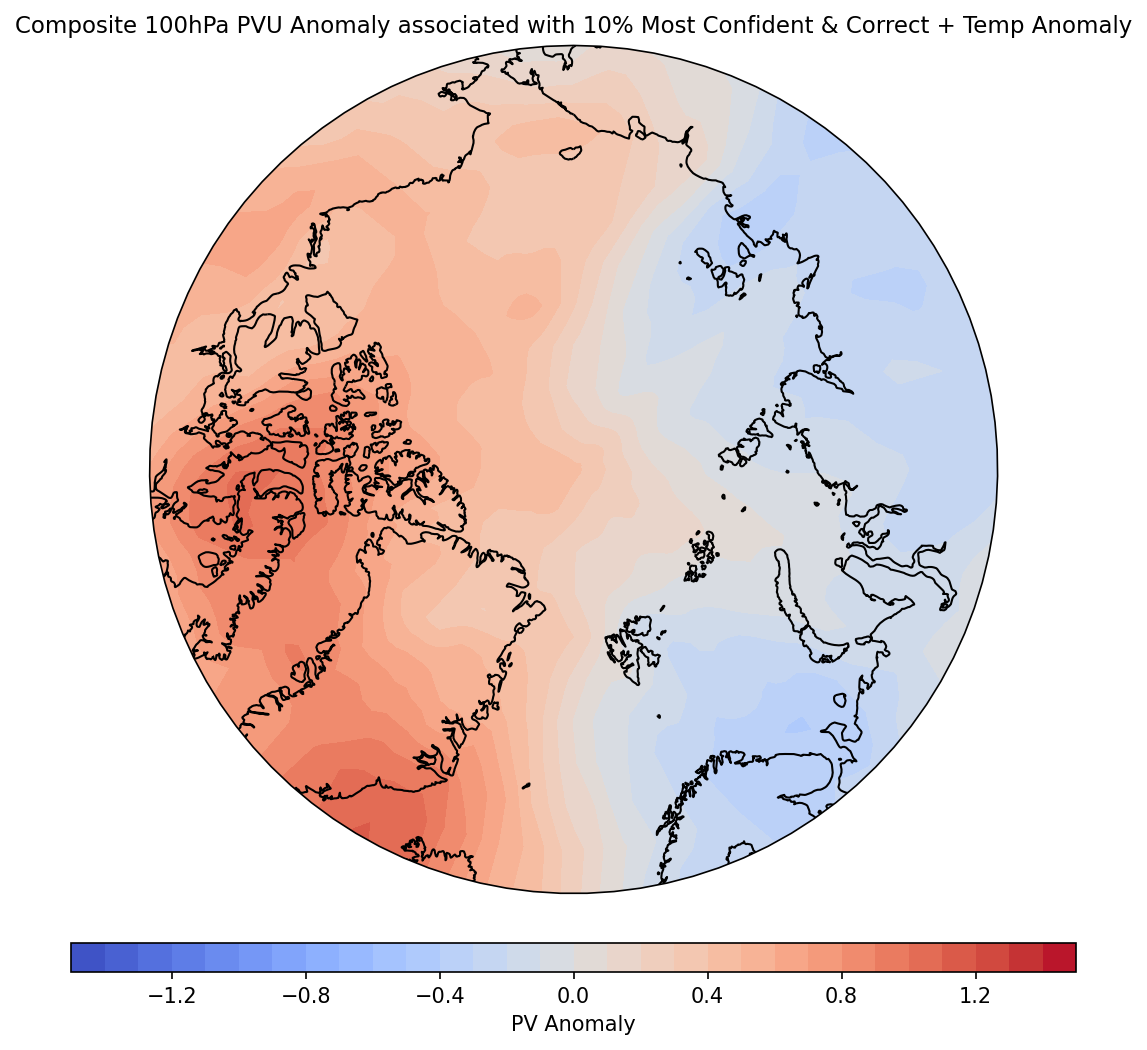 Composite 100hPa PVU Anomaly associated with 10% Most Confident & Correct + Temp Anomaly
−1.2 −0.8 −0.4 0.0 0.4 0.8 1.2
PV Anomaly